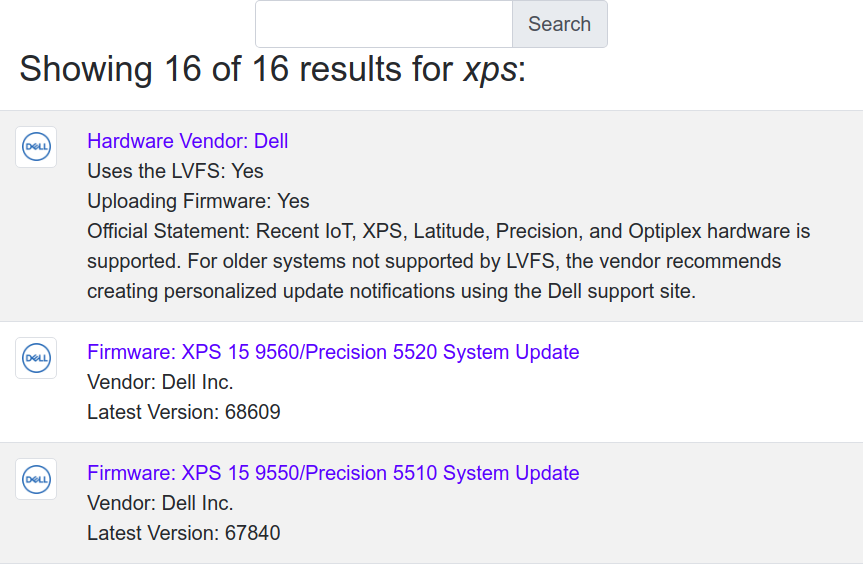 Search
Showing 16 of 16 results for xps:
DELL
Hardware Vendor: Dell
Uses the LVFS: Yes
Uploading Firmware: Yes
Official Statement: Recent IoT, XPS, Latitude, Precision, and Optiplex hardware is
supported. For older systems not supported by LVFS, the vendor recommends
creating personalized update notifications using the Dell support site.
DELL
Firmware: XPS 15 9560/Precision 5520 System Update
Vendor: Dell Inc.
Latest Version: 68609
DELL
Firmware: XPS 15 9550/Precision 5510 System Update
Vendor: Dell Inc.
Latest Version: 67840